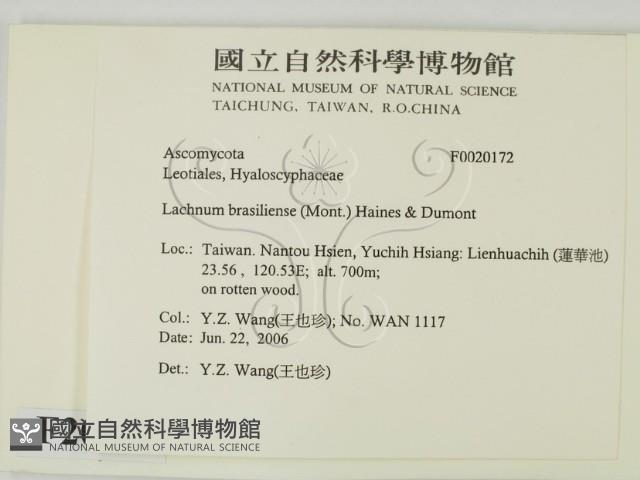 國立自然科學博物館
NATIONAL MUSEUM OF NATURAL SCIENCE
TAICHUNG, TAIWAN, R.O.CHINA
Ascomycota F0020172
Leotiales, Hyaloscyphaceae
Lachnum brasiliense (Mont.) Haines & Dumont
Loc.: Taiwan. Nantou Hsien, Yuchih Hsiang: Lienhuachih (蓮華池)
23.56 , 120.53E; alt. 700m;
on rotten wood.
Col.: Y.Z. Wang(王也珍); No. WAN 1117
Date: Jun. 22, 2006
Det.: Y.Z. Wang(王也珍)
國立自然科學博物館
NATIONAL MUSEUM OF NATURAL SCIENCE